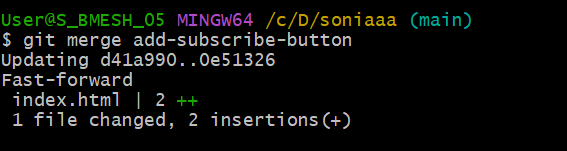 User@S_BMESH_05 MINGW64 /c/D/soniaaa (main)
$ git merge add-subscribe-button
Updating d41a990..0e51326
Fast-forward
 index.html | 2 ++
 1 file changed, 2 insertions(+)